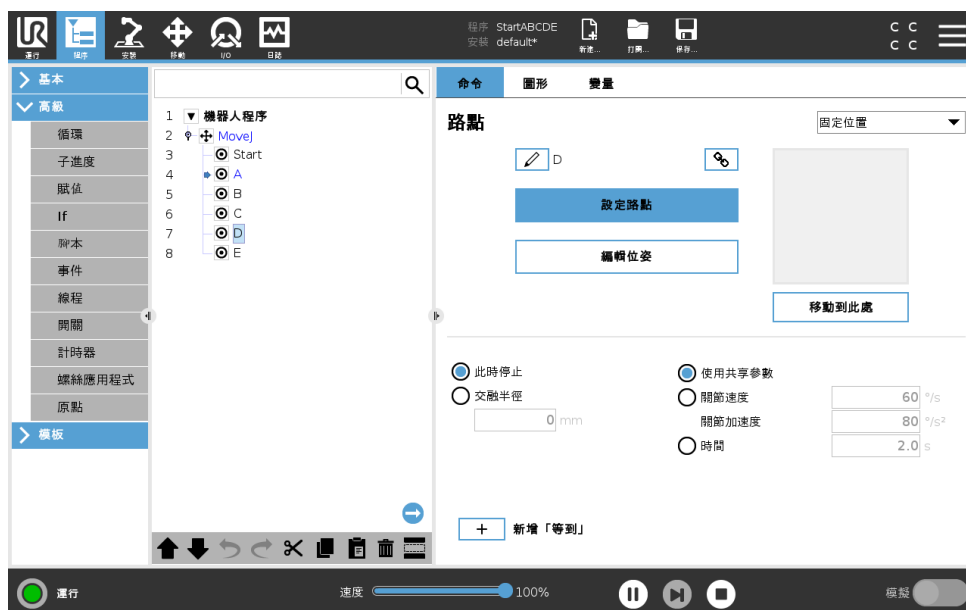 程序 StartABCDE
安裝 default*
運行 程序 安裝 移動 I/O 日誌 新建... 打開... 保存...
C C
C C
基本
高級
循環
子進度
賦值
If
腳本
事件
線程
開關
計時器
螺絲應用程式
原點
模板
1 機器人程序
2 MoveJ
3 Start
4 A
5 B
6 C
7 D
8 E
命令 圖形 變量
路點
固定位置
D
設定路點
編輯位姿
移動到此處
此時停止
交融半徑
0 mm
使用共享參數
關節速度 60 °/s
關節加速度 80 °/s²
時間 2.0 s
+ 新增「等到」
運行
速度 100%
模擬